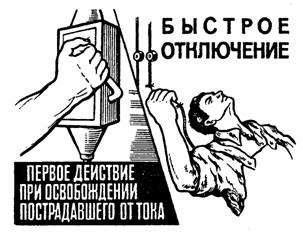 БЫСТРОЕ
ОТКЛЮЧЕНИЕ
ПЕРВОЕ ДЕЙСТВИЕ
ПРИ ОСВОБОЖДЕНИИ
ПОСТРАДАВШЕГО ОТ ТОКА